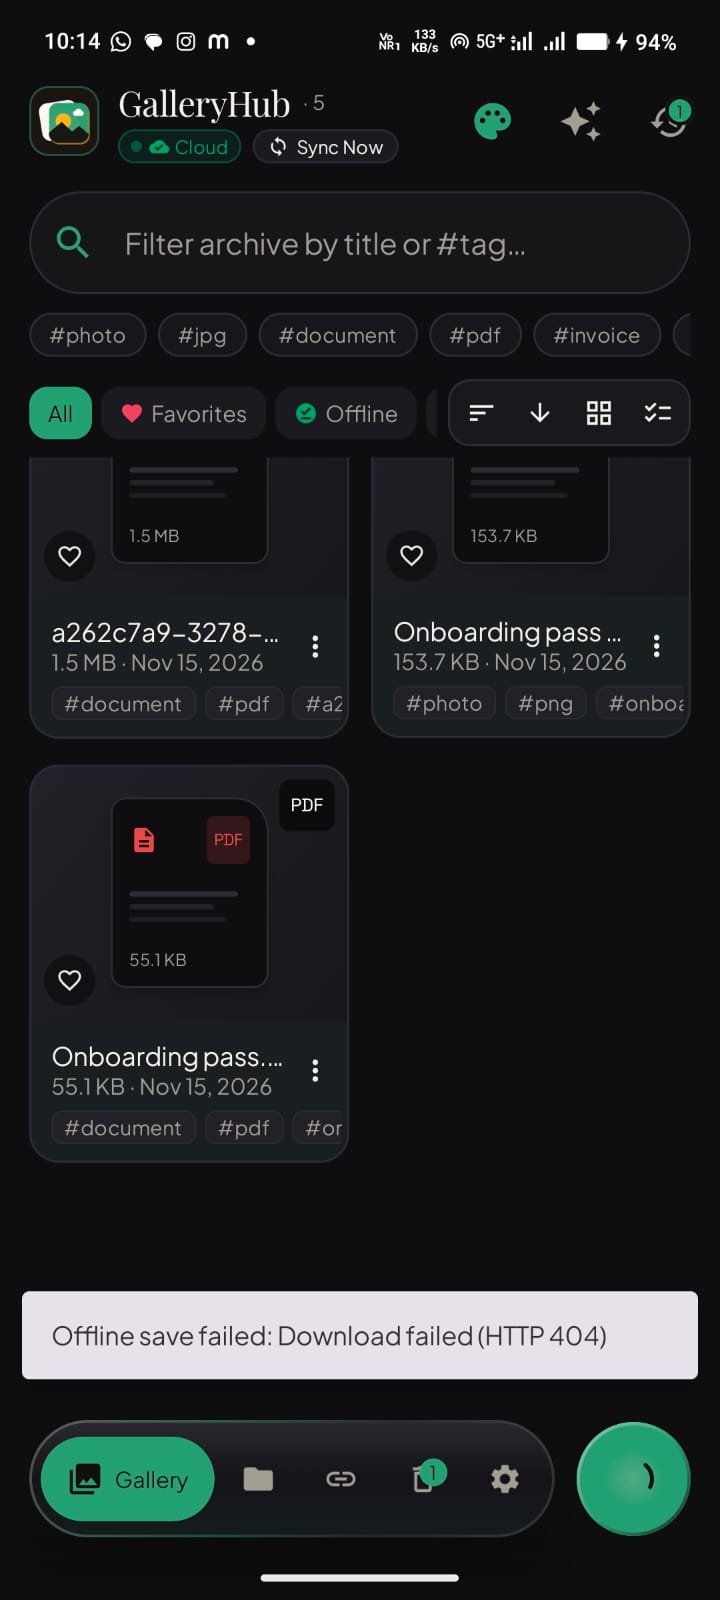 10:14
Vo NR1 133 KB/s 5G+ 94%
GalleryHub · 5
1
Cloud
Sync Now
Filter archive by title or #tag...
#photo #jpg #document #pdf #invoice
All Favorites Offline
1.5 MB
153.7 KB
a262c7a9-3278-...
1.5 MB · Nov 15, 2026
#document #pdf #a2
Onboarding pass ...
153.7 KB · Nov 15, 2026
#photo #png #onboa
PDF
PDF
55.1 KB
Onboarding pass....
55.1 KB · Nov 15, 2026
#document #pdf #or
Offline save failed: Download failed (HTTP 404)
Gallery
1